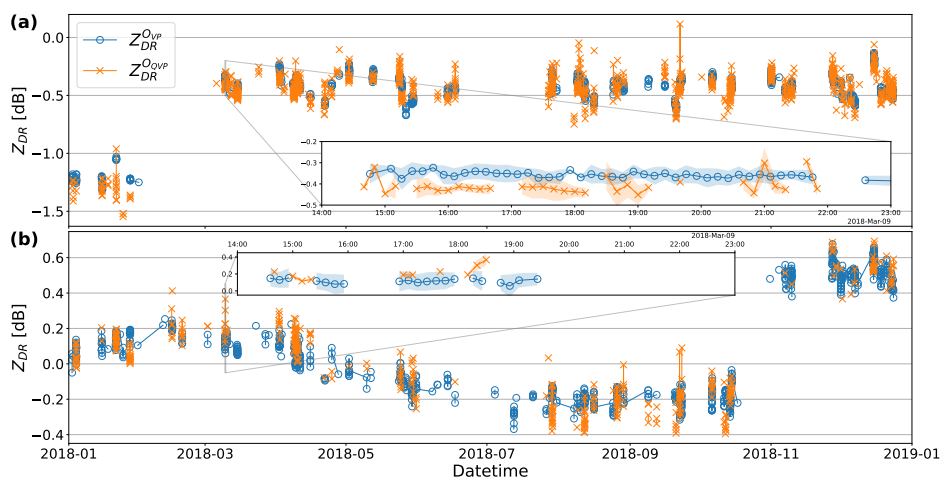 (a)
Z_DR^{O_VP}
Z_DR^{O_QVP}
Z_DR [dB]
0.0
−0.5
−1.0
−1.5
−0.2
−0.3
−0.4
−0.5
14:00 15:00 16:00 17:00 18:00 19:00 20:00 21:00 22:00 23:00
2018-Mar-09
(b)
2018-Mar-09
14:00 15:00 16:00 17:00 18:00 19:00 20:00 21:00 22:00 23:00
0.4
0.2
0.0
Z_DR [dB]
0.6
0.4
0.2
0.0
−0.2
−0.4
2018-01 2018-03 2018-05 2018-07 2018-09 2018-11 2019-01
Datetime